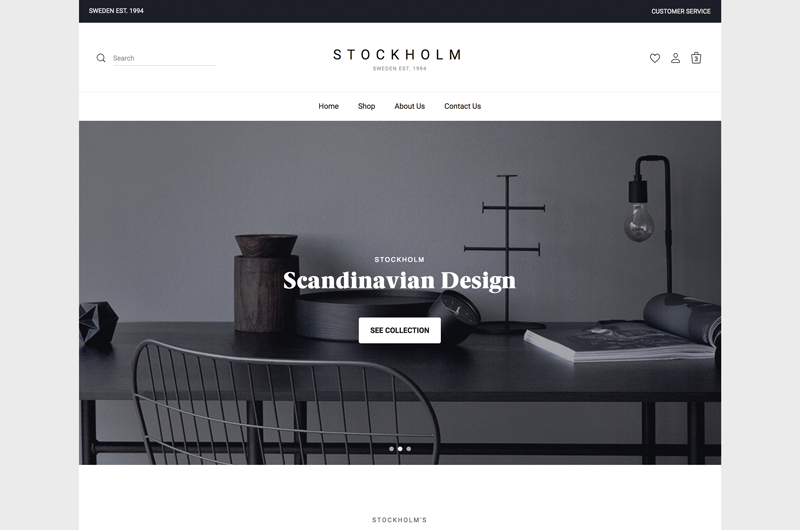 SWEDEN EST. 1994
CUSTOMER SERVICE
Search
STOCKHOLM
SWEDEN EST. 1994
3
Home
Shop
About Us
Contact Us
STOCKHOLM
Scandinavian Design
SEE COLLECTION
STOCKHOLM'S